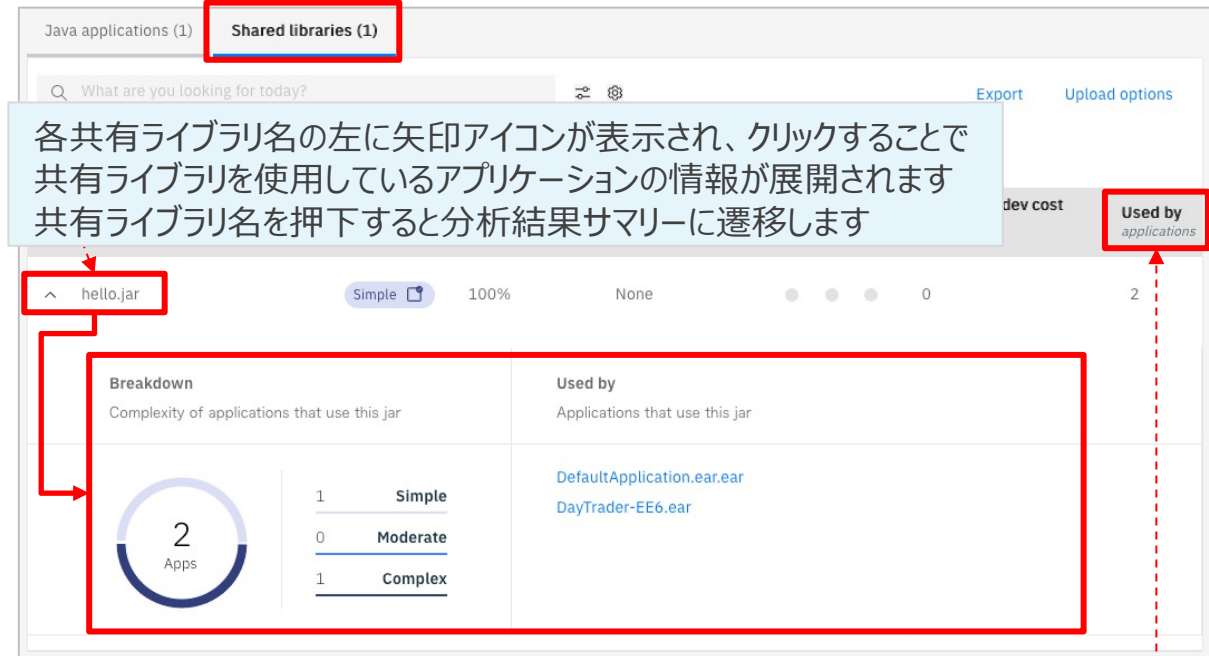 Java applications (1) Shared libraries (1)
What are you looking for today? Export Upload options
各共有ライブラリ名の左に矢印アイコンが表示され、クリックすることで
共有ライブラリを使用しているアプリケーションの情報が展開されます
共有ライブラリ名を押下すると分析結果サマリーに遷移します
dev cost Used by
applications
hello.jar Simple 100% None 0 2
Breakdown Used by
Complexity of applications that use this jar Applications that use this jar
DefaultApplication.ear.ear
1 Simple
DayTrader-EE6.ear
2
Apps
0 Moderate
1 Complex